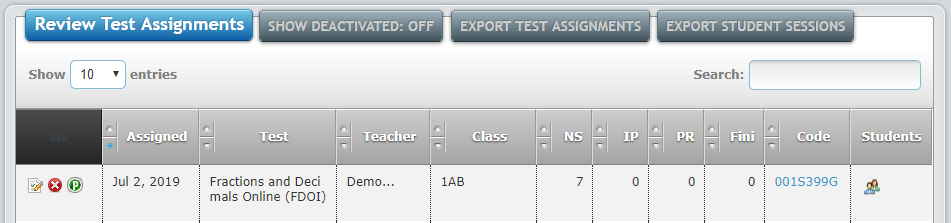 Review Test Assignments SHOW DEACTIVATED: OFF EXPORT TEST ASSIGNMENTS EXPORT STUDENT SESSIONS
Show 10 entries Search:
Assigned Test Teacher Class NS IP PR Fini Code Students
Jul 2, 2019 Fractions and Deci Demo... 1AB 7 0 0 0 001S399G
mals Online (FDOI)